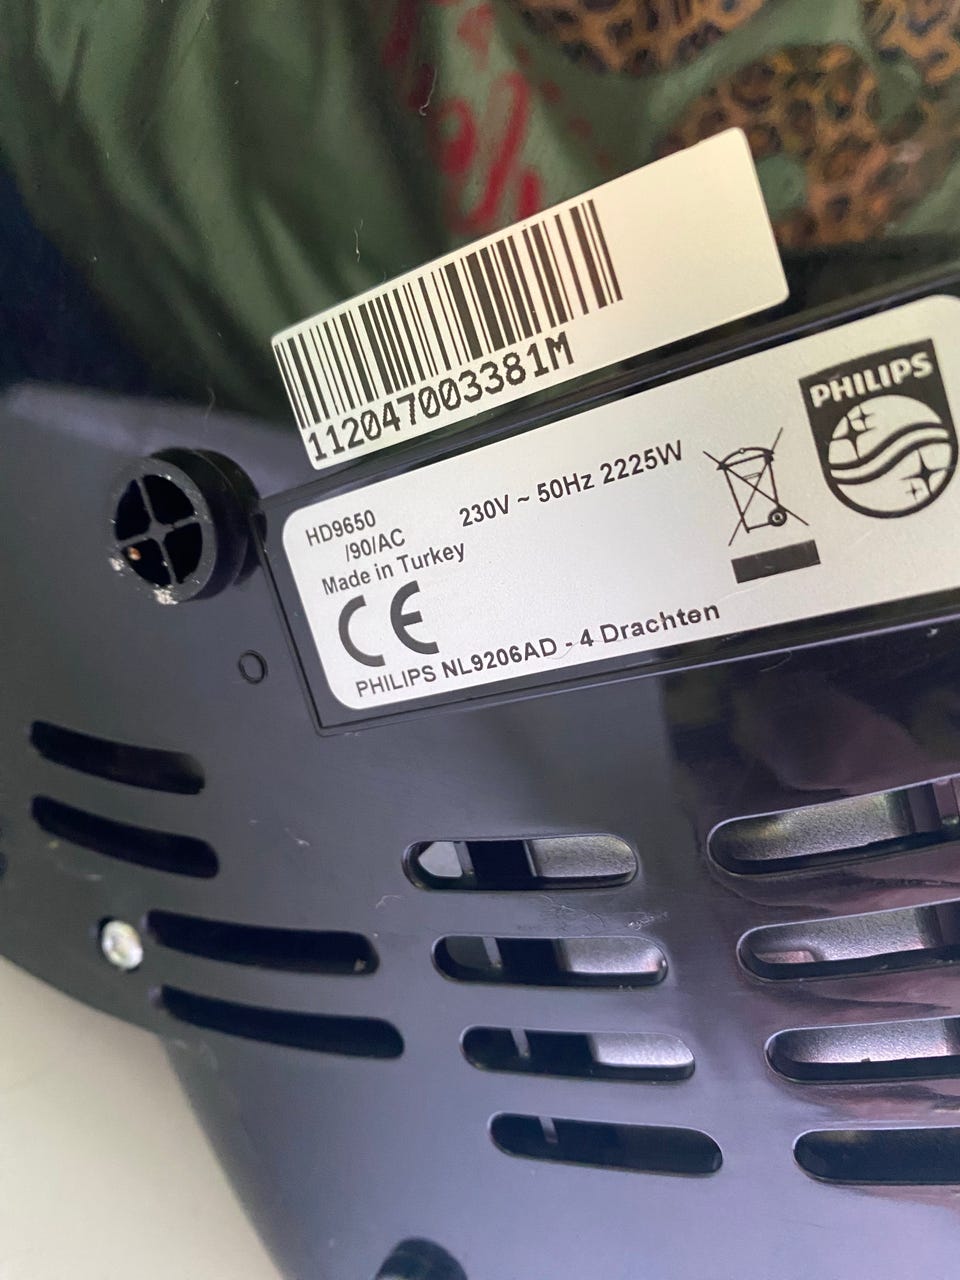 112047003381M
HD9650
/90/AC
230V ~ 50Hz 2225W
Made in Turkey
CE
PHILIPS NL9206AD - 4 Drachten
PHILIPS